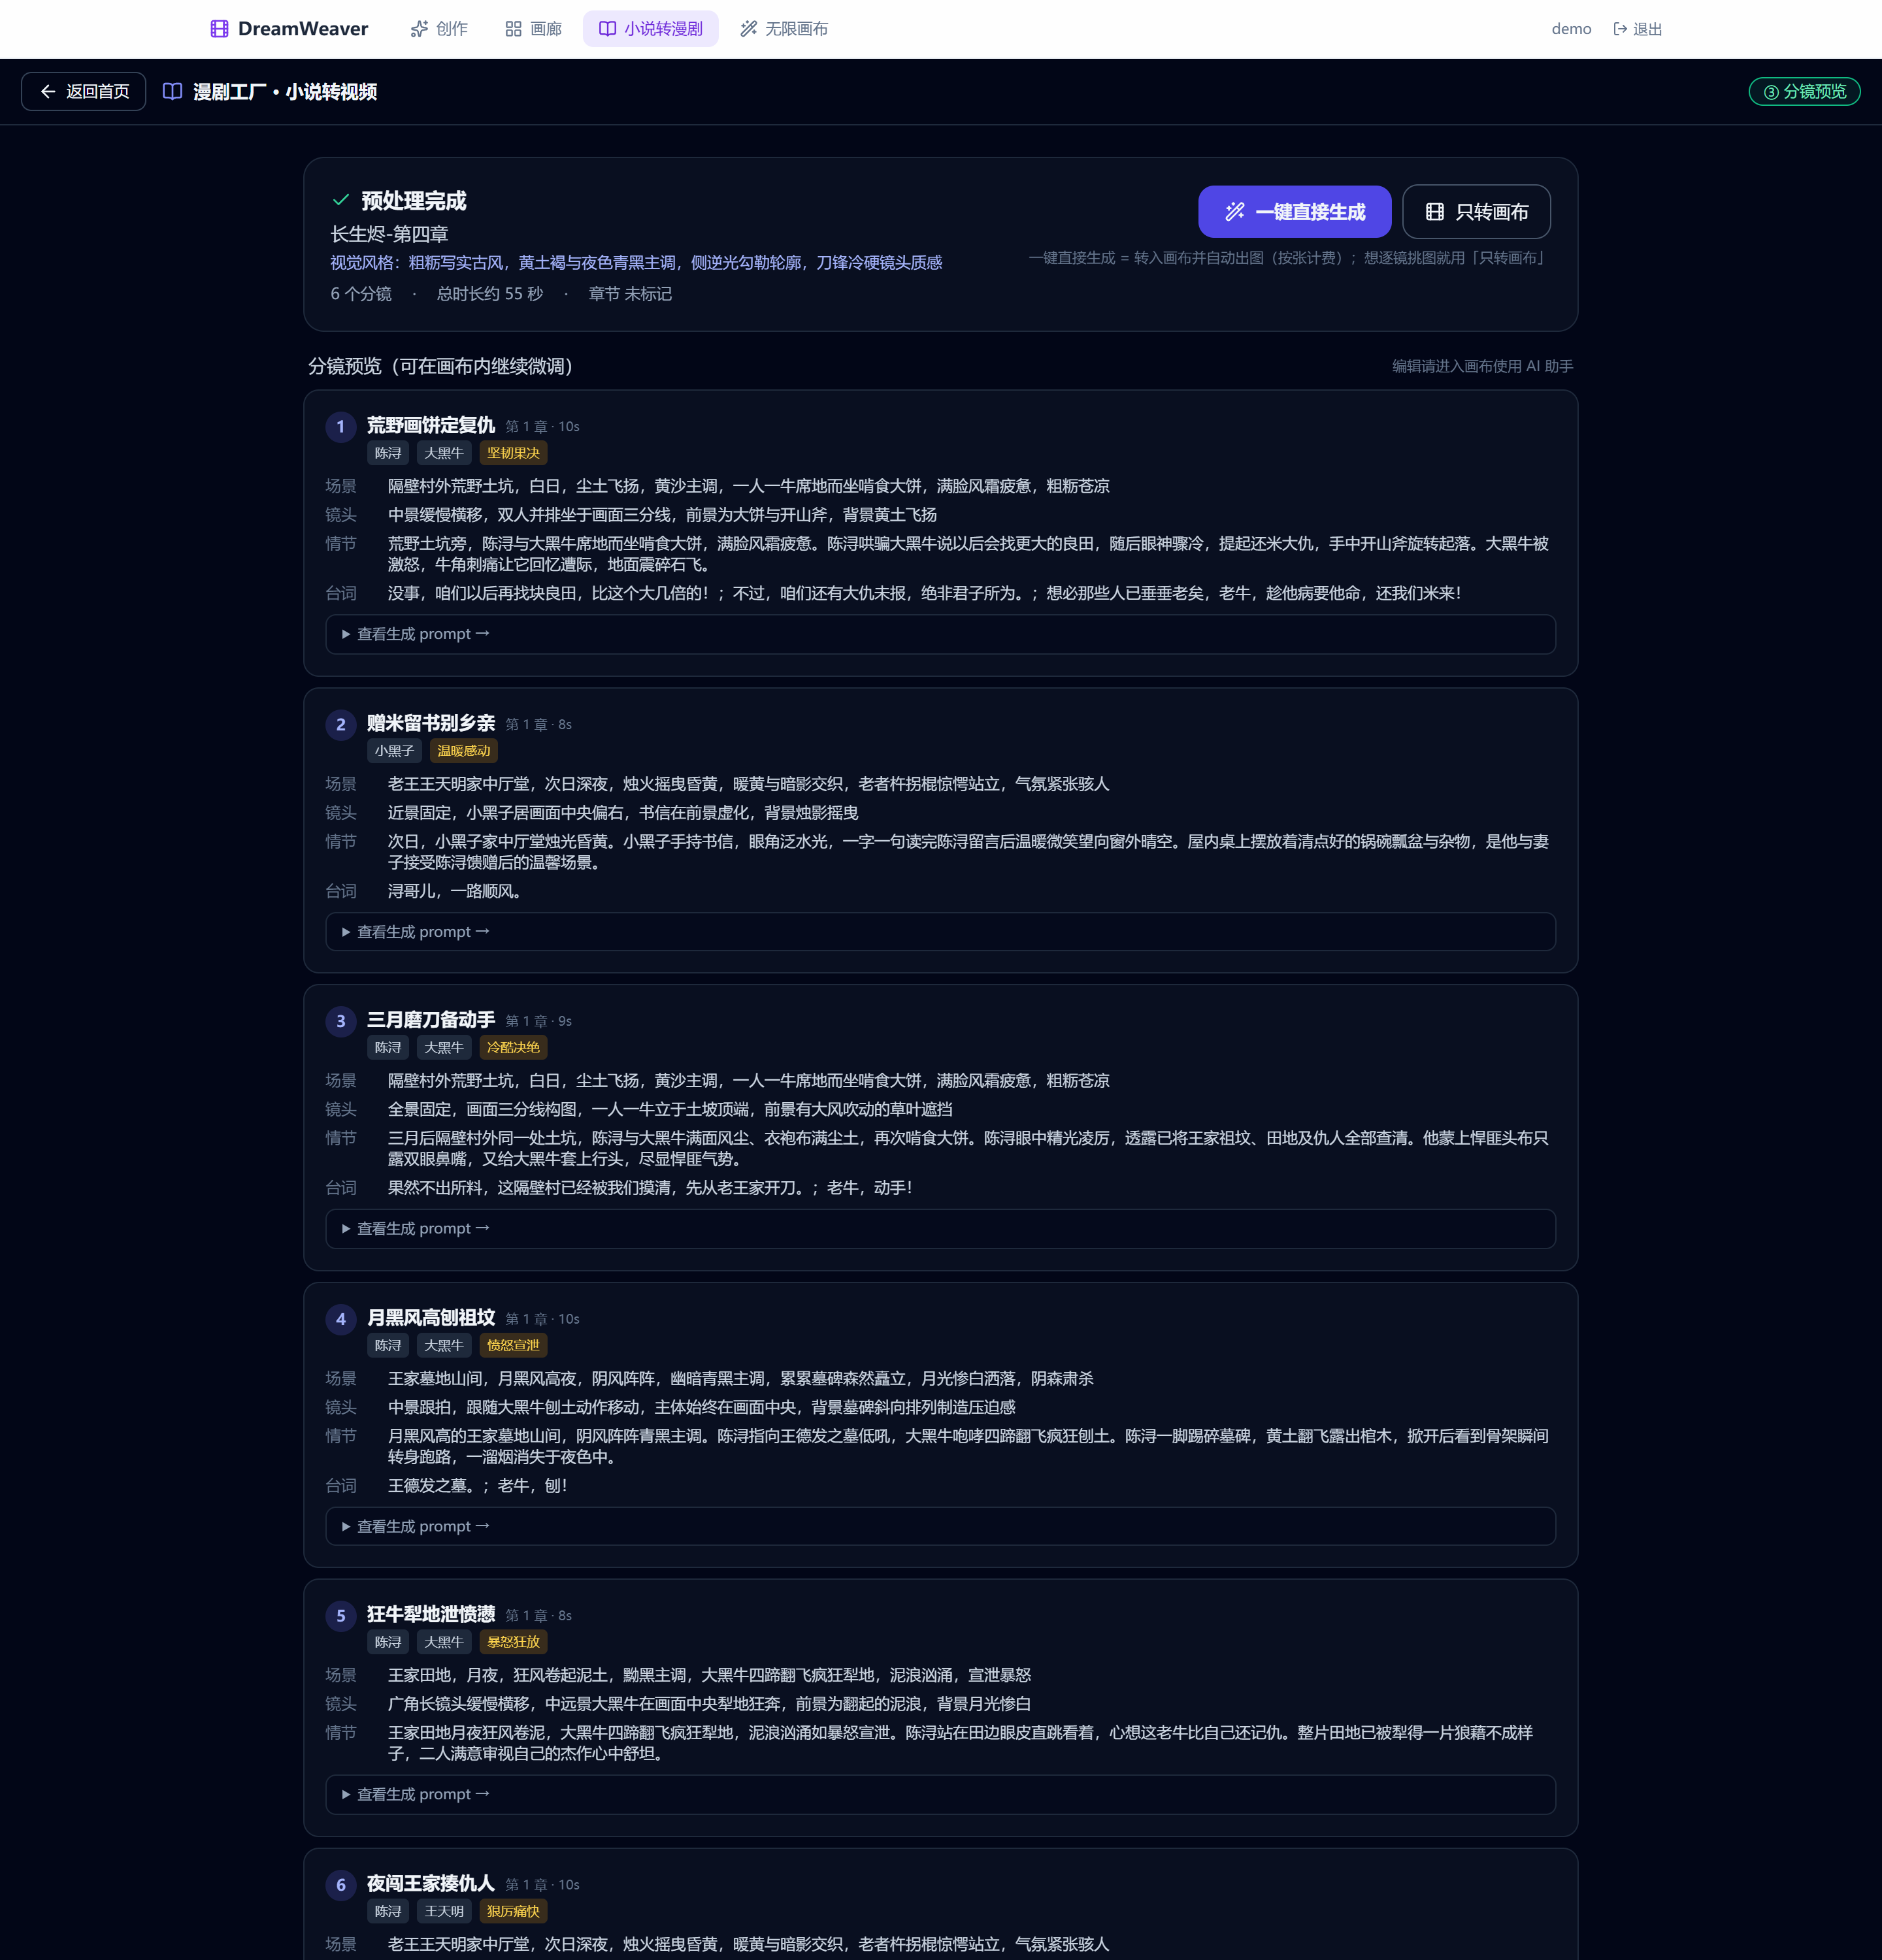 DreamWeaver 创作 画廊 小说转漫剧 无限画布 demo 退出
← 返回首页 漫剧工厂 • 小说转视频 ③ 分镜预览
预处理完成
长生烬-第四章
视觉风格：粗粝写实古风，黄土褐与夜色青黑主调，侧逆光勾勒轮廓，刀锋冷硬镜头质感
6 个分镜 · 总时长约 55 秒 · 章节 未标记
一键直接生成 只转画布
一键直接生成 = 转入画布并自动出图（按张计费）；想逐镜挑图就用「只转画布」
分镜预览（可在画布内继续微调） 编辑请进入画布使用 AI 助手
1 荒野画饼定复仇 第 1 章 · 10s
陈浔 大黑牛 坚韧果决
场景 隔壁村外荒野土坑，白日，尘土飞扬，黄沙主调，一人一牛席地而坐啃食大饼，满脸风霜疲惫，粗粝苍凉
镜头 中景缓慢横移，双人并排坐于画面三分线，前景为大饼与开山斧，背景黄土飞扬
情节 荒野土坑旁，陈浔与大黑牛席地而坐啃食大饼，满脸风霜疲惫。陈浔哄骗大黑牛说以后会找更大的良田，随后眼神骤冷，提起还米大仇，手中开山斧旋转起落。大黑牛被
激怒，牛角刺痛让它回忆遭际，地面震碎石飞。
台词 没事，咱们以后再找块良田，比这个大几倍的！；不过，咱们还有大仇未报，绝非君子所为。；想必那些人已垂垂老矣，老牛，趁他病要他命，还我们米来！
▶ 查看生成 prompt →
2 赠米留书别乡亲 第 1 章 · 8s
小黑子 温暖感动
场景 老王王天明家中厅堂，次日深夜，烛火摇曳昏黄，暖黄与暗影交织，老者杵拐棍惊愕站立，气氛紧张骇人
镜头 近景固定，小黑子居画面中央偏右，书信在前景虚化，背景烛影摇曳
情节 次日，小黑子家中厅堂烛光昏黄。小黑子手持书信，眼角泛水光，一字一句读完陈浔留言后温暖微笑望向窗外晴空。屋内桌上摆放着清点好的锅碗瓢盆与杂物，是他与妻
子接受陈浔馈赠后的温馨场景。
台词 浔哥儿，一路顺风。
▶ 查看生成 prompt →
3 三月磨刀备动手 第 1 章 · 9s
陈浔 大黑牛 冷酷决绝
场景 隔壁村外荒野土坑，白日，尘土飞扬，黄沙主调，一人一牛席地而坐啃食大饼，满脸风霜疲惫，粗粝苍凉
镜头 全景固定，画面三分线构图，一人一牛立于土坡顶端，前景有大风吹动的草叶遮挡
情节 三月后隔壁村外同一处土坑，陈浔与大黑牛满面风尘、衣袍布满尘土，再次啃食大饼。陈浔眼中精光凌厉，透露已将王家祖坟、田地及仇人全部查清。他蒙上悍匪头布只
露双眼鼻嘴，又给大黑牛套上行头，尽显悍匪气势。
台词 果然不出所料，这隔壁村已经被我们摸清，先从老王家开刀。；老牛，动手！
▶ 查看生成 prompt →
4 月黑风高刨祖坟 第 1 章 · 10s
陈浔 大黑牛 愤怒宣泄
场景 王家墓地山间，月黑风高夜，阴风阵阵，幽暗青黑主调，累累墓碑森然矗立，月光惨白洒落，阴森肃杀
镜头 中景跟拍，跟随大黑牛刨土动作移动，主体始终在画面中央，背景墓碑斜向排列制造压迫感
情节 月黑风高的王家墓地山间，阴风阵阵青黑主调。陈浔指向王德发之墓低吼，大黑牛咆哮四蹄翻飞疯狂刨土。陈浔一脚踢碎墓碑，黄土翻飞露出棺木，掀开后看到骨架瞬间
转身跑路，一溜烟消失于夜色中。
台词 王德发之墓。；老牛，刨！
▶ 查看生成 prompt →
5 狂牛犁地泄愤懑 第 1 章 · 8s
陈浔 大黑牛 暴怒狂放
场景 王家田地，月夜，狂风卷起泥土，黝黑主调，大黑牛四蹄翻飞疯狂犁地，泥浪汹涌，宣泄暴怒
镜头 广角长镜头缓慢横移，中远景大黑牛在画面中央犁地狂奔，前景为翻起的泥浪，背景月光惨白
情节 王家田地月夜狂风卷泥，大黑牛四蹄翻飞疯狂犁地，泥浪汹涌如暴怒宣泄。陈浔站在田边眼皮直跳看着，心想这老牛比自己还记仇。整片田地已被犁得一片狼藉不成样
子，二人满意审视自己的杰作心中舒坦。
▶ 查看生成 prompt →
6 夜闯王家揍仇人 第 1 章 · 10s
陈浔 王天明 狠厉痛快
场景 老王王天明家中厅堂，次日深夜，烛火摇曳昏黄，暖黄与暗影交织，老者杵拐棍惊愕站立，气氛紧张骇人